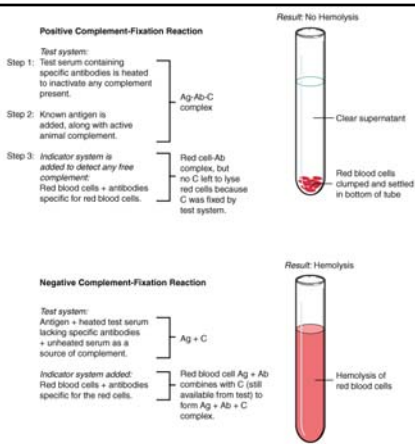 Result: No Hemolysis
Positive Complement-Fixation Reaction
Test system:
Step 1: Test serum containing
specific antibodies is heated
to inactivate any complement
present.
Ag-Ab-C
complex
Step 2: Known antigen is
added, along with active
animal complement.
Clear supernatant
Step 3: Indicator system is
added to detect any free
complement:
Red blood cells + antibodies
specific for red blood cells.
Red cell-Ab
complex, but
no C left to lyse
red cells because
C was fixed by
test system.
Red blood cells
clumped and settled
in bottom of tube
Result: Hemolysis
Negative Complement-Fixation Reaction
Test system:
Antigen + heated test serum
lacking specific antibodies
+ unheated serum as a
source of complement.
Ag + C
Indicator system added:
Red blood cells + antibodies
specific for the red cells.
Red blood cell Ag + Ab
combines with C (still
available from test) to
form Ag + Ab + C
complex.
Hemolysis of
red blood cells